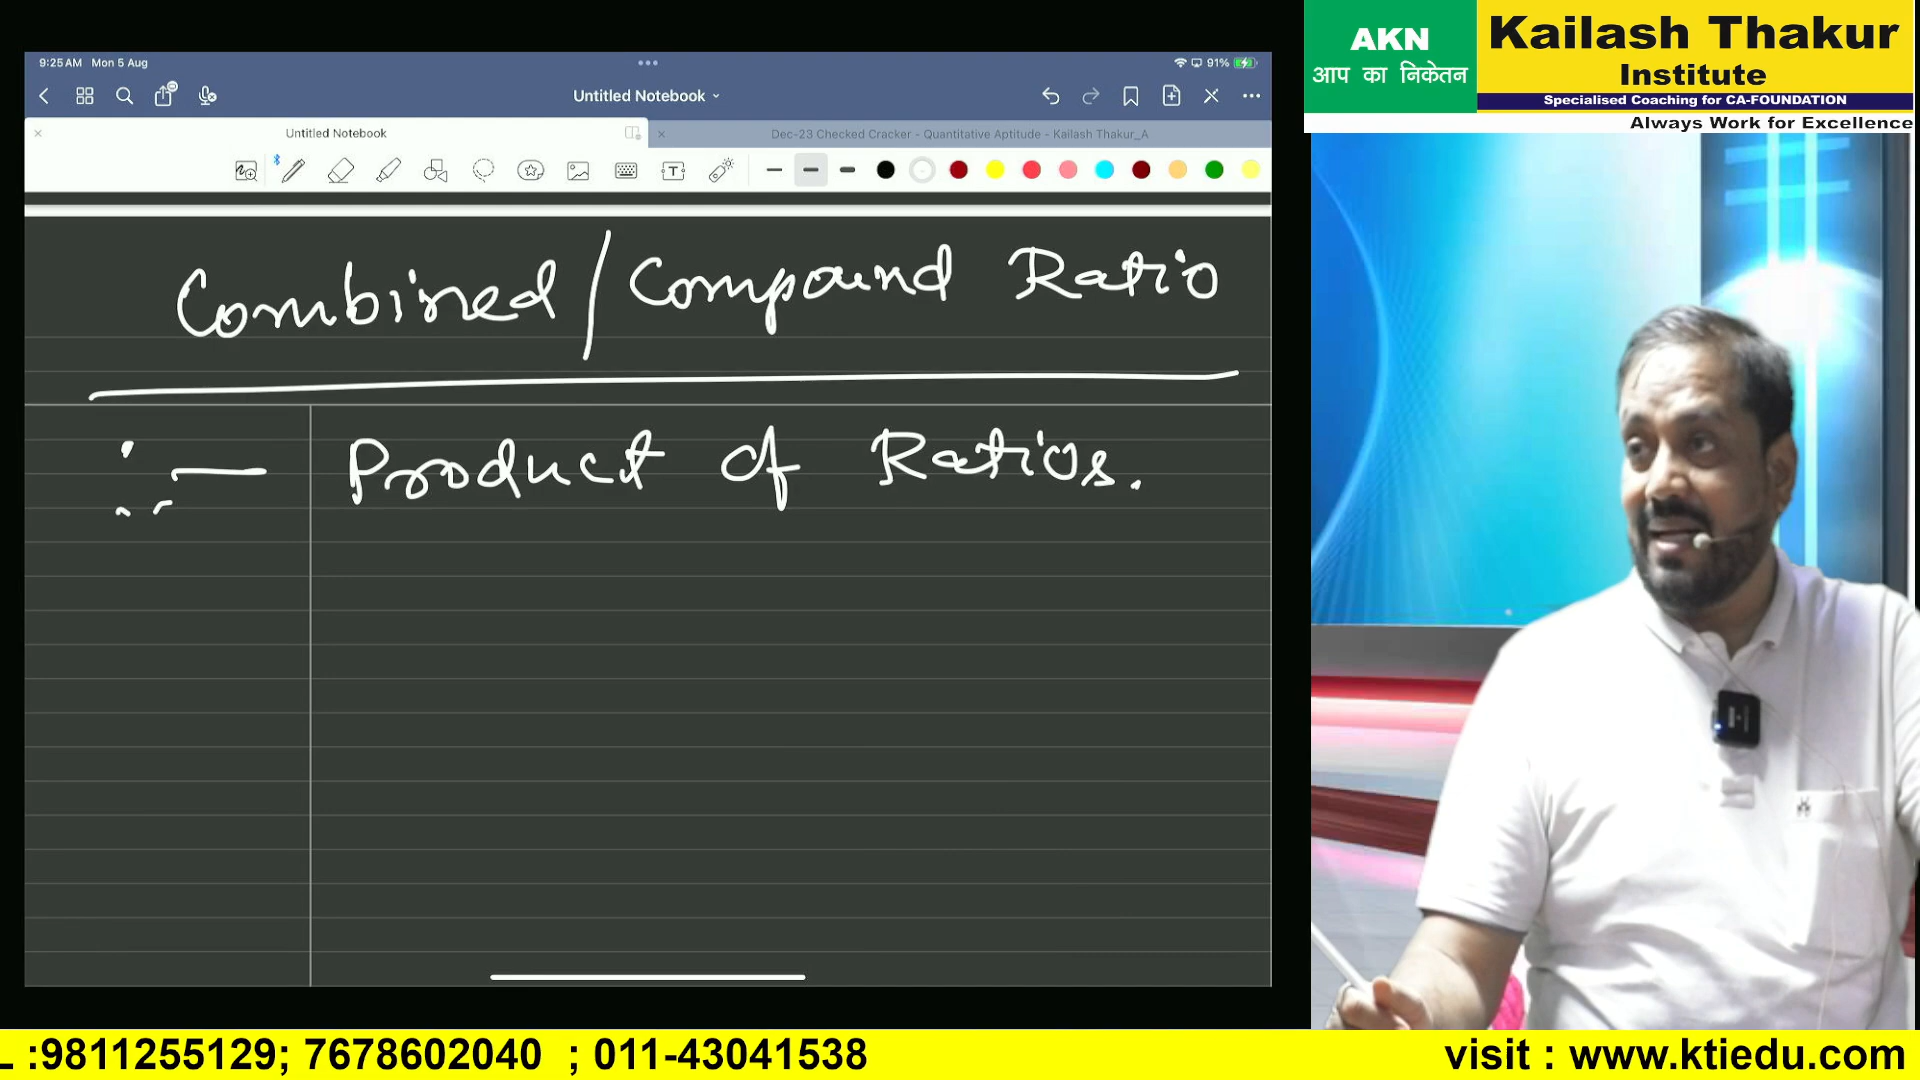 9:25 AM Mon 5 Aug
91%
Untitled Notebook
Untitled Notebook
Dec-23 Checked Cracker - Quantitative Aptitude - Kailash Thakur_A
T
Combined / Compound Ratio
Product of Ratios.
AKN
आप का निकेतन
Kailash Thakur
Institute
Specialised Coaching for CA-FOUNDATION
Always Work for Excellence
:9811255129; 7678602040 ; 011-43041538
visit : www.ktiedu.com